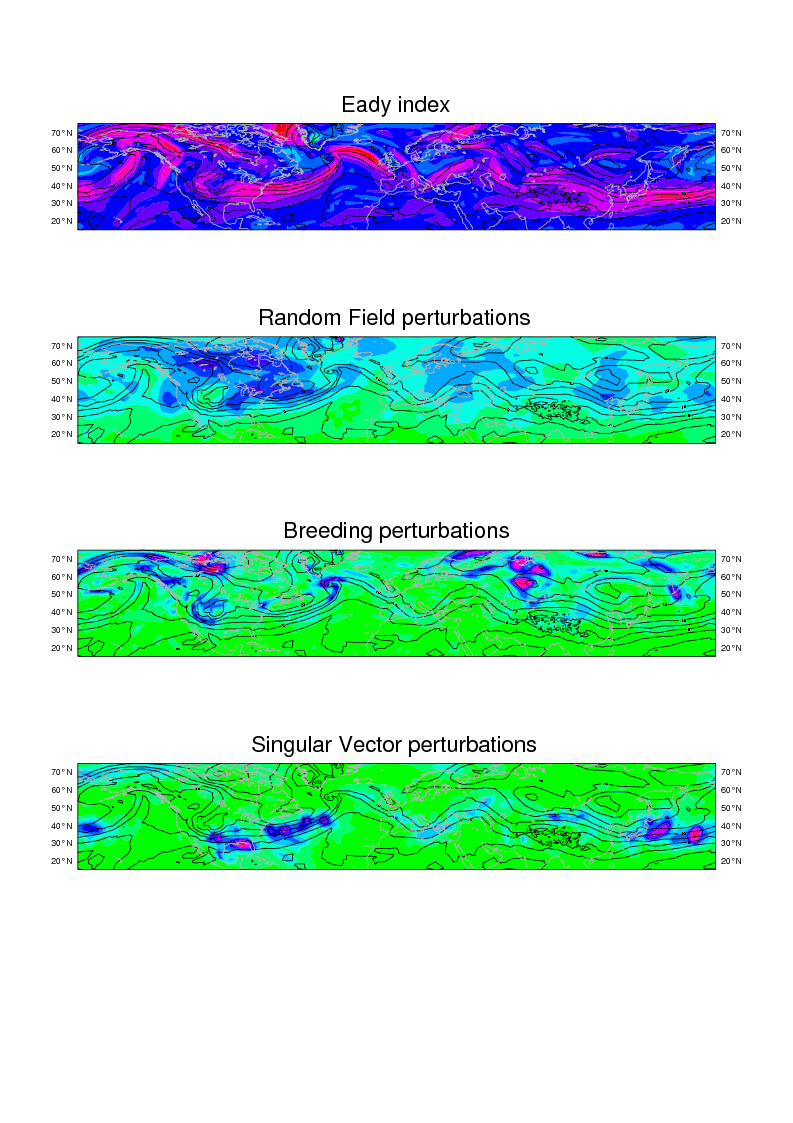 Eady index
70°N 70°N
60°N 60°N
50°N 50°N
40°N 40°N
30°N 30°N
20°N 20°N
Random Field perturbations
70°N 70°N
60°N 60°N
50°N 50°N
40°N 40°N
30°N 30°N
20°N 20°N
Breeding perturbations
70°N 70°N
60°N 60°N
50°N 50°N
40°N 40°N
30°N 30°N
20°N 20°N
Singular Vector perturbations
70°N 70°N
60°N 60°N
50°N 50°N
40°N 40°N
30°N 30°N
20°N 20°N